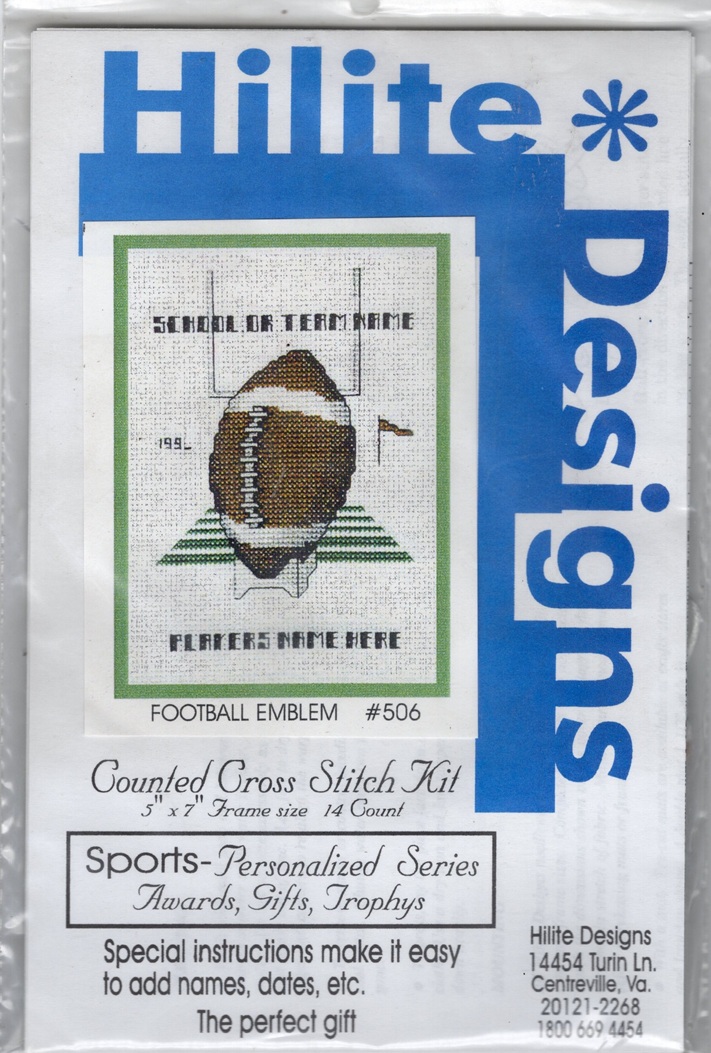 Hilite *
Designs
SCHOOL OR TERM NAME
199_
PLAYERS NAME HERE
FOOTBALL EMBLEM #506
Counted Cross Stitch Kit
5" x 7" Frame size 14 Count
Sports-Personalized Series
Awards, Gifts, Trophys
Special instructions make it easy
to add names, dates, etc.
The perfect gift
Hilite Designs
14454 Turin Ln.
Centreville, Va.
20121-2268
1800 669 4454